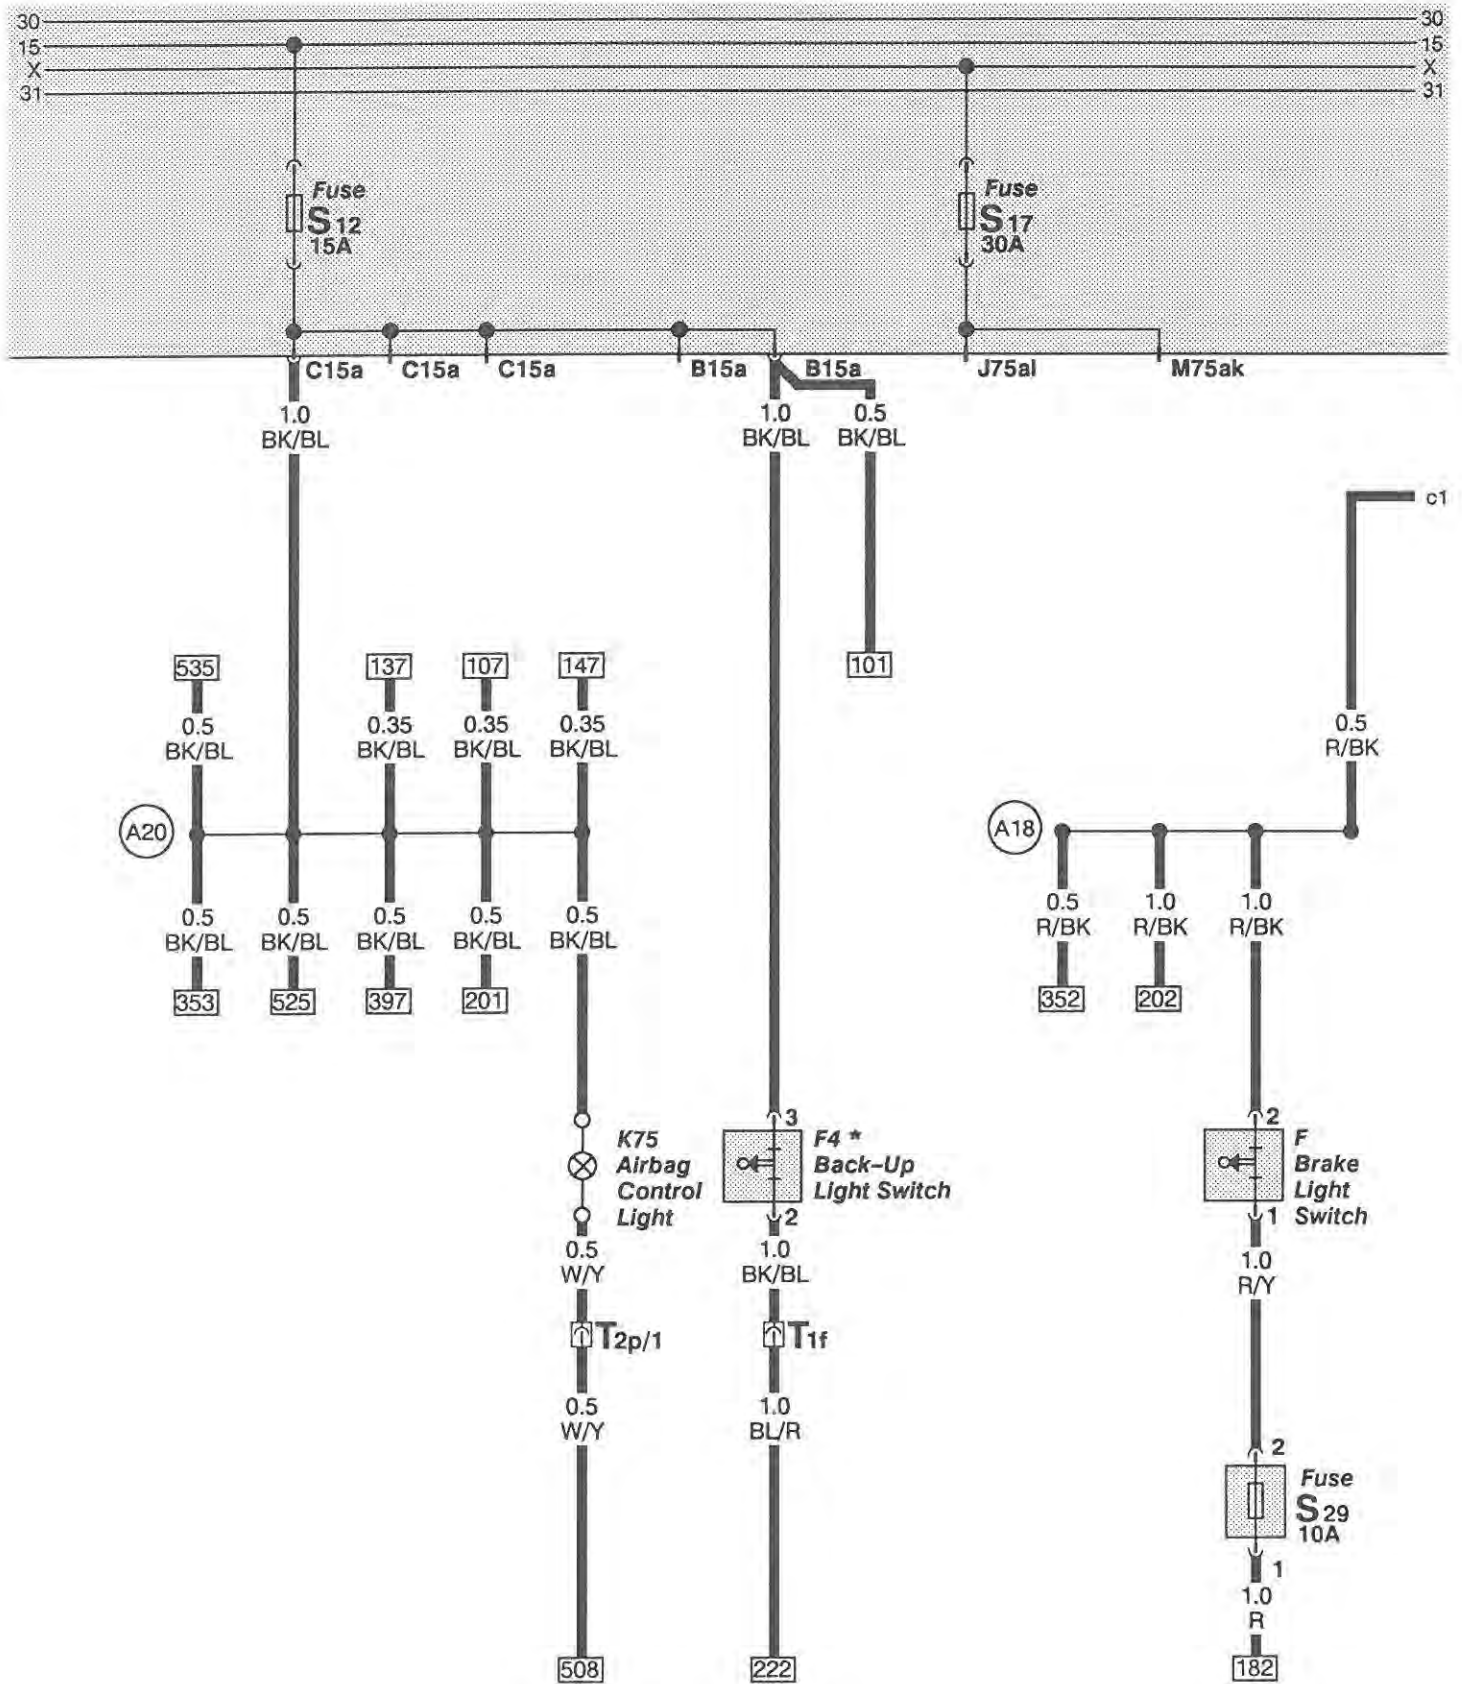 30 30
15 15
X X
31 31
Fuse
S12
15A
Fuse
S17
30A
C15a C15a C15a B15a B15a J75al M75ak
1.0
BK/BL
1.0
BK/BL
0.5
BK/BL
c1
535 137 107 147 101
0.5
BK/BL
0.35
BK/BL
0.35
BK/BL
0.35
BK/BL
0.5
R/BK
A20
A18
0.5
BK/BL
0.5
BK/BL
0.5
BK/BL
0.5
BK/BL
0.5
BK/BL
0.5
R/BK
1.0
R/BK
1.0
R/BK
353 525 397 201 352 202
K75
Airbag
Control
Light
3
F4 *
Back-Up
Light Switch
2
2
F
Brake
Light
Switch
1
0.5
W/Y
1.0
BK/BL
1.0
R/Y
T2p/1
T1f
0.5
W/Y
1.0
BL/R
2
Fuse
S29
10A
1
1.0
R
508 222 182